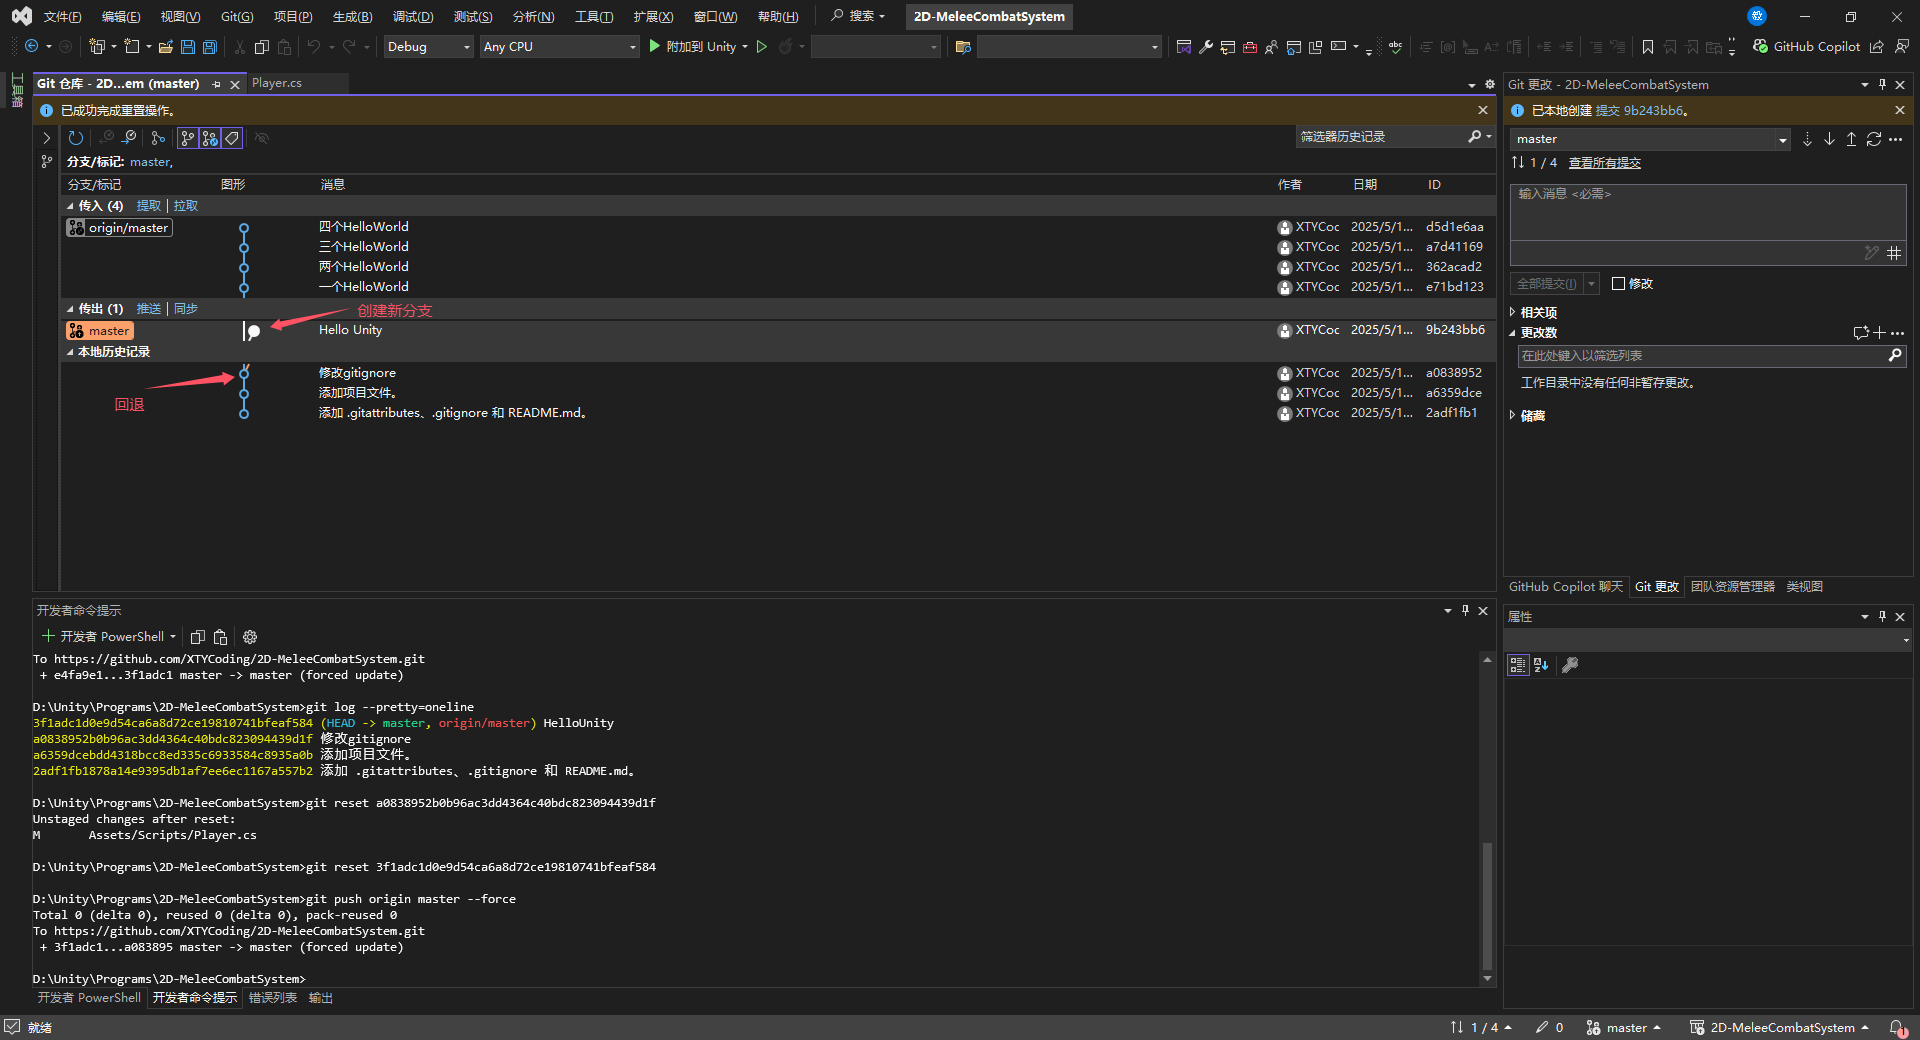 文件(F) 编辑(E) 视图(V) Git(G) 项目(P) 生成(B) 调试(D) 测试(S) 分析(N) 工具(T) 扩展(X) 窗口(W) 帮助(H) 搜索 2D-MeleeCombatSystem
Debug Any CPU 附加到 Unity GitHub Copilot
工具箱
Git 仓库 - 2D...em (master) Player.cs
已成功完成重置操作。
筛选器历史记录
分支/标记: master,
分支/标记 图形 消息 作者 日期 ID
传入 (4) 提取 拉取
origin/master 四个HelloWorld XTYCoc 2025/5/1... d5d1e6aa
三个HelloWorld XTYCoc 2025/5/1... a7d41169
两个HelloWorld XTYCoc 2025/5/1... 362acad2
一个HelloWorld XTYCoc 2025/5/1... e71bd123
传出 (1) 推送 同步 创建新分支
master Hello Unity XTYCoc 2025/5/1... 9b243bb6
本地历史记录
修改gitignore XTYCoc 2025/5/1... a0838952
添加项目文件。 XTYCoc 2025/5/1... a6359dce
回退
添加 .gitattributes、.gitignore 和 README.md。 XTYCoc 2025/5/1... 2adf1fb1
Git 更改 - 2D-MeleeCombatSystem
已本地创建 提交 9b243bb6。
master
1 / 4 查看所有提交
输入消息 <必需>
全部提交(I) 修改
相关项
更改数
在此处键入以筛选列表
工作目录中没有任何非暂存更改。
储藏
GitHub Copilot 聊天 Git 更改 团队资源管理器 类视图
属性
开发者命令提示
开发者 PowerShell
To https://github.com/XTYCoding/2D-MeleeCombatSystem.git
+ e4fa9e1...3f1adc1 master -> master (forced update)
D:\Unity\Programs\2D-MeleeCombatSystem>git log --pretty=oneline
3f1adc1d0e9d54ca6a8d72ce19810741bfeaf584 (HEAD -> master, origin/master) HelloUnity
a0838952b0b96ac3dd4364c40bdc823094439d1f 修改gitignore
a6359dcebdd4318bcc8ed335c6933584c8935a0b 添加项目文件。
2adf1fb1878a14e9395db1af7ee6ec1167a557b2 添加 .gitattributes、.gitignore 和 README.md。
D:\Unity\Programs\2D-MeleeCombatSystem>git reset a0838952b0b96ac3dd4364c40bdc823094439d1f
Unstaged changes after reset:
M Assets/Scripts/Player.cs
D:\Unity\Programs\2D-MeleeCombatSystem>git reset 3f1adc1d0e9d54ca6a8d72ce19810741bfeaf584
D:\Unity\Programs\2D-MeleeCombatSystem>git push origin master --force
Total 0 (delta 0), reused 0 (delta 0), pack-reused 0
To https://github.com/XTYCoding/2D-MeleeCombatSystem.git
+ 3f1adc1...a083895 master -> master (forced update)
D:\Unity\Programs\2D-MeleeCombatSystem>
开发者 PowerShell 开发者命令提示 错误列表 输出
就绪 1 / 4 0 master 2D-MeleeCombatSystem 1